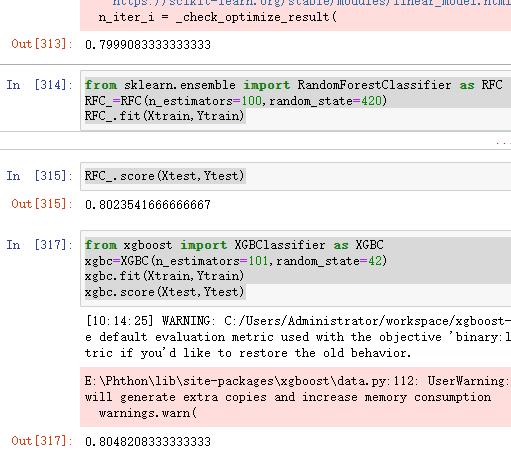 https://scikit-learn.org/stable/modules/linear_model.html
n_iter_i = _check_optimize_result(
Out[313]: 0.7999083333333333
In [314]: from sklearn.ensemble import RandomForestClassifier as RFC
RFC_=RFC(n_estimators=100,random_state=420)
RFC_.fit(Xtrain,Ytrain)
...
In [315]: RFC_.score(Xtest,Ytest)
Out[315]: 0.8023541666666667
In [317]: from xgboost import XGBClassifier as XGBC
xgbc=XGBC(n_estimators=101,random_state=42)
xgbc.fit(Xtrain,Ytrain)
xgbc.score(Xtest,Ytest)
[10:14:25] WARNING: C:/Users/Administrator/workspace/xgboost-
e default evaluation metric used with the objective 'binary:l
tric if you'd like to restore the old behavior.
E:\Phthon\lib\site-packages\xgboost\data.py:112: UserWarning:
will generate extra copies and increase memory consumption
warnings.warn(
Out[317]: 0.8048208333333333